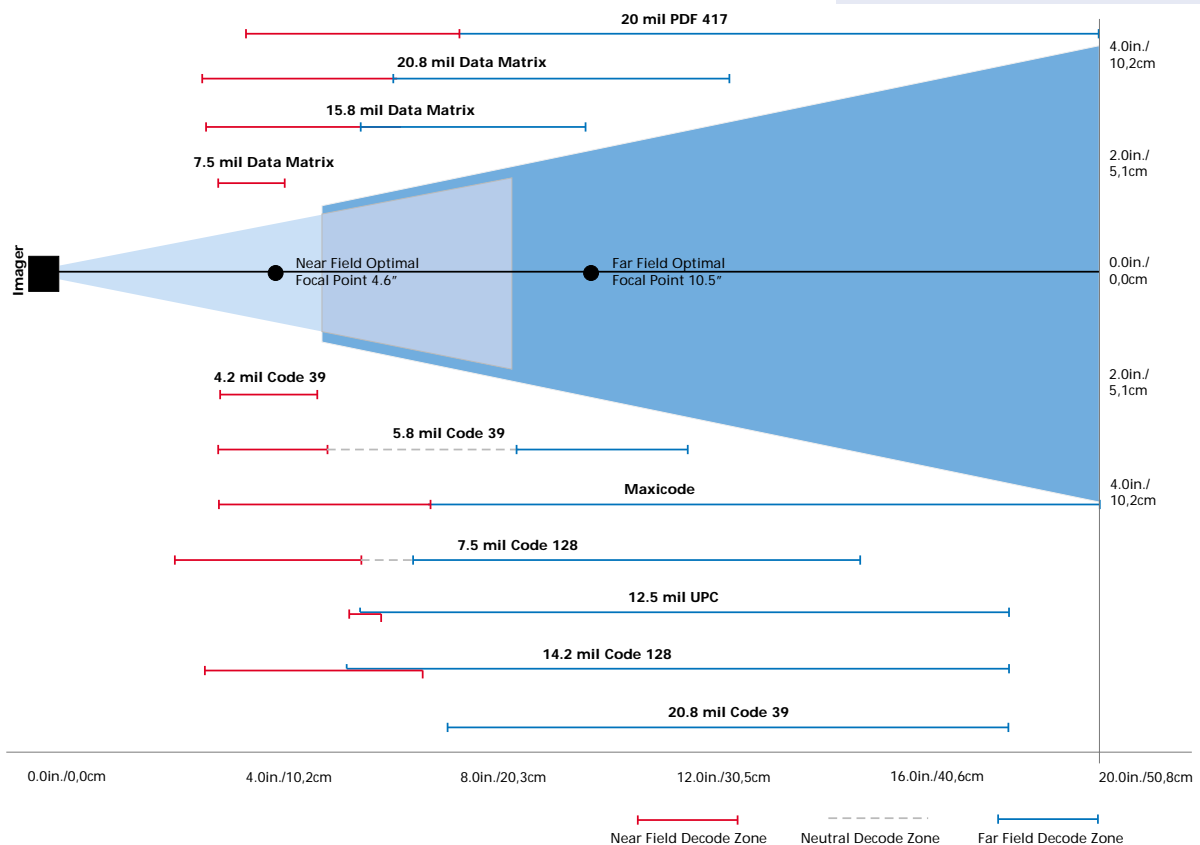 20 mil PDF 417
4.0in./
10,2cm
20.8 mil Data Matrix
15.8 mil Data Matrix
7.5 mil Data Matrix
2.0in./
5,1cm
Imager
Near Field Optimal
Focal Point 4.6”
Far Field Optimal
Focal Point 10.5”
0.0in./
0,0cm
4.2 mil Code 39
2.0in./
5,1cm
5.8 mil Code 39
Maxicode
4.0in./
10,2cm
7.5 mil Code 128
12.5 mil UPC
14.2 mil Code 128
20.8 mil Code 39
0.0in./0,0cm
4.0in/10,2cm
8.0in./20,3cm
12.0in/30,5cm
16.0in/40,6cm
20.0in/50,8cm
Near Field Decode Zone
Neutral Decode Zone
Far Field Decode Zone